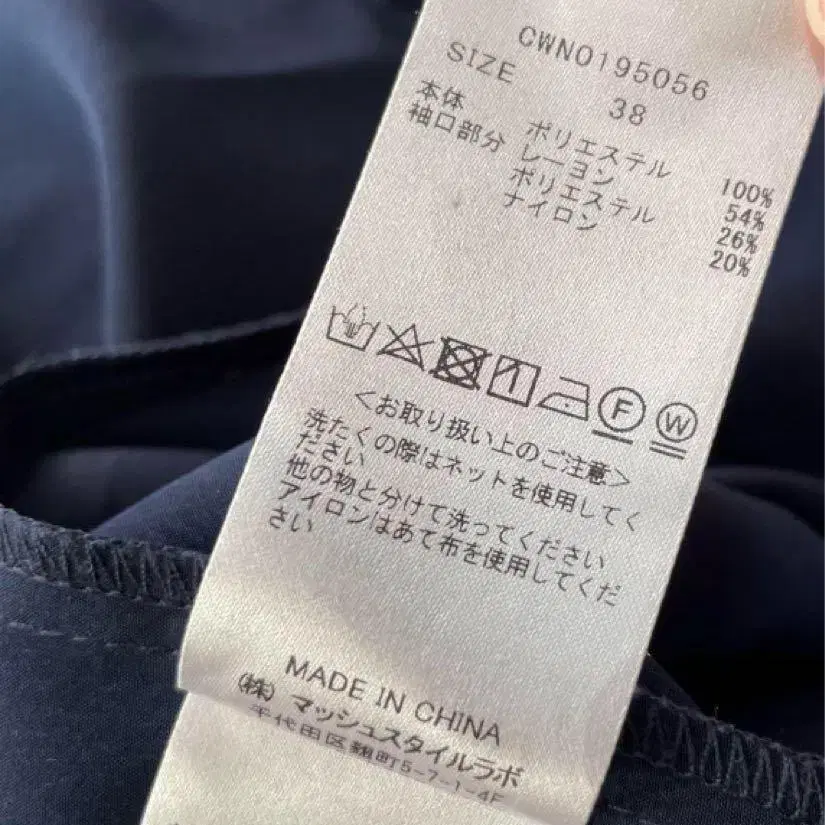 CWNO195056
SIZE 38
本体 ポリエステル 100%
袖口部分 レーヨン 54%
ポリエステル 26%
ナイロン 20%
F W
<お取り扱い上のご注意>
洗たくの際はネットを使用してく
ださい
他の物と分けて洗ってください
アイロンはあて布を使用してくだ
さい
MADE IN CHINA
(株)マッシュスタイルラボ
千代田区麹町5-7-1-4F